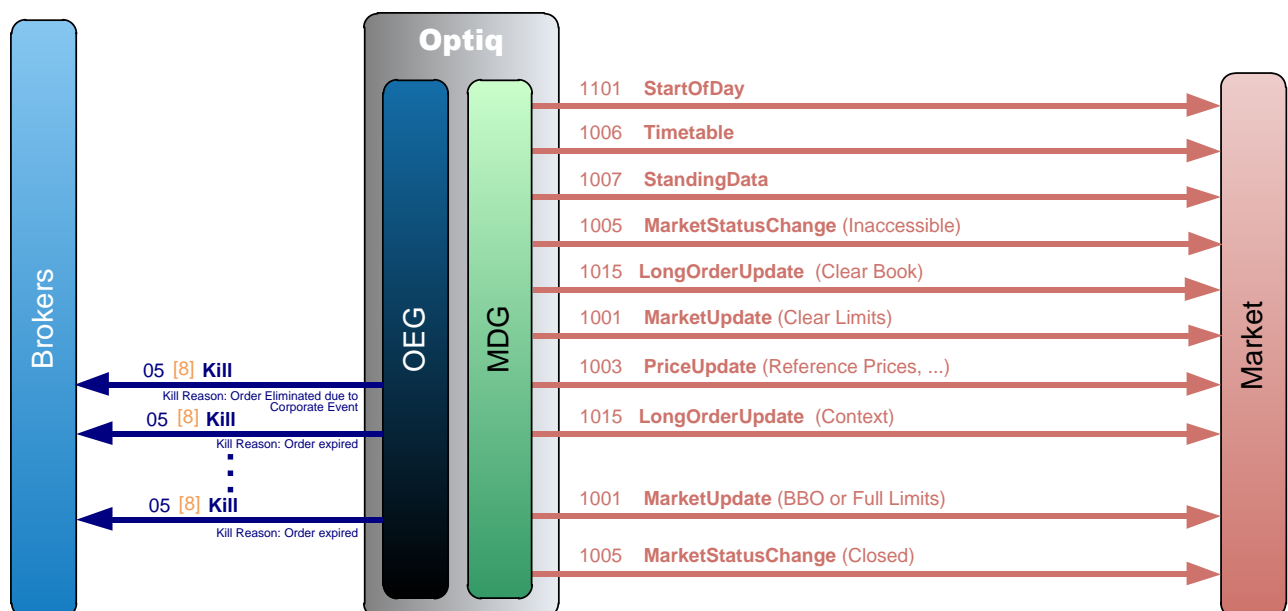 Optiq
Brokers
OEG
MDG
Market
1101 StartOfDay
1006 Timetable
1007 StandingData
1005 MarketStatusChange (Inaccessible)
1015 LongOrderUpdate (Clear Book)
1001 MarketUpdate (Clear Limits)
05 [8] Kill
Kill Reason: Order Eliminated due to
Corporate Event
1003 PriceUpdate (Reference Prices, ...)
05 [8] Kill
Kill Reason: Order expired
1015 LongOrderUpdate (Context)
05 [8] Kill
Kill Reason: Order expired
1001 MarketUpdate (BBO or Full Limits)
1005 MarketStatusChange (Closed)